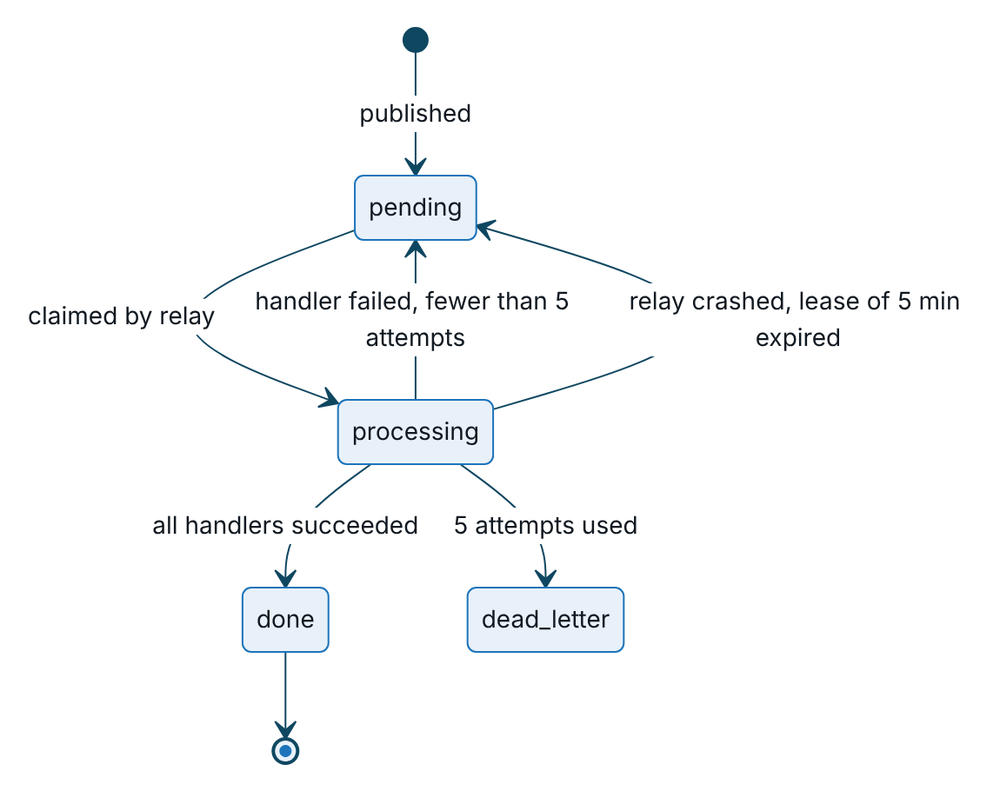 published
pending
claimed by relay
handler failed, fewer than 5
attempts
relay crashed, lease of 5 min
expired
processing
all handlers succeeded
5 attempts used
done
dead_letter